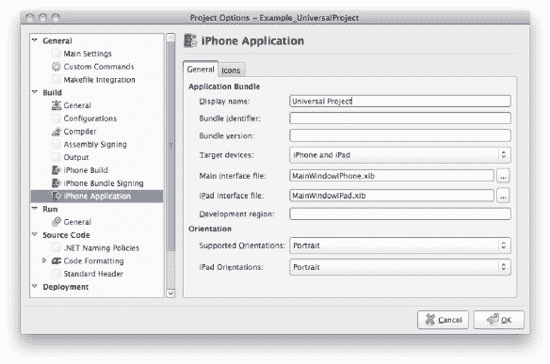 Project Options – Example_UniversalProject
General
Main Settings
Custom Commands
Makefile Integration
Build
General
Configurations
Compiler
Assembly Signing
Output
iPhone Build
iPhone Bundle Signing
iPhone Application
Run
General
Source Code
.NET Naming Policies
Code Formatting
Standard Header
Deployment
iPhone Application
General Icons
Application Bundle
Display name: Universal Project
Bundle identifier:
Bundle version:
Target devices: iPhone and iPad
Main interface file: MainWindowIPhone.xib ...
iPad interface file: MainWindowIPad.xib ...
Development region:
Orientation
Supported Orientations: Portrait
iPad Orientations: Portrait
Cancel OK